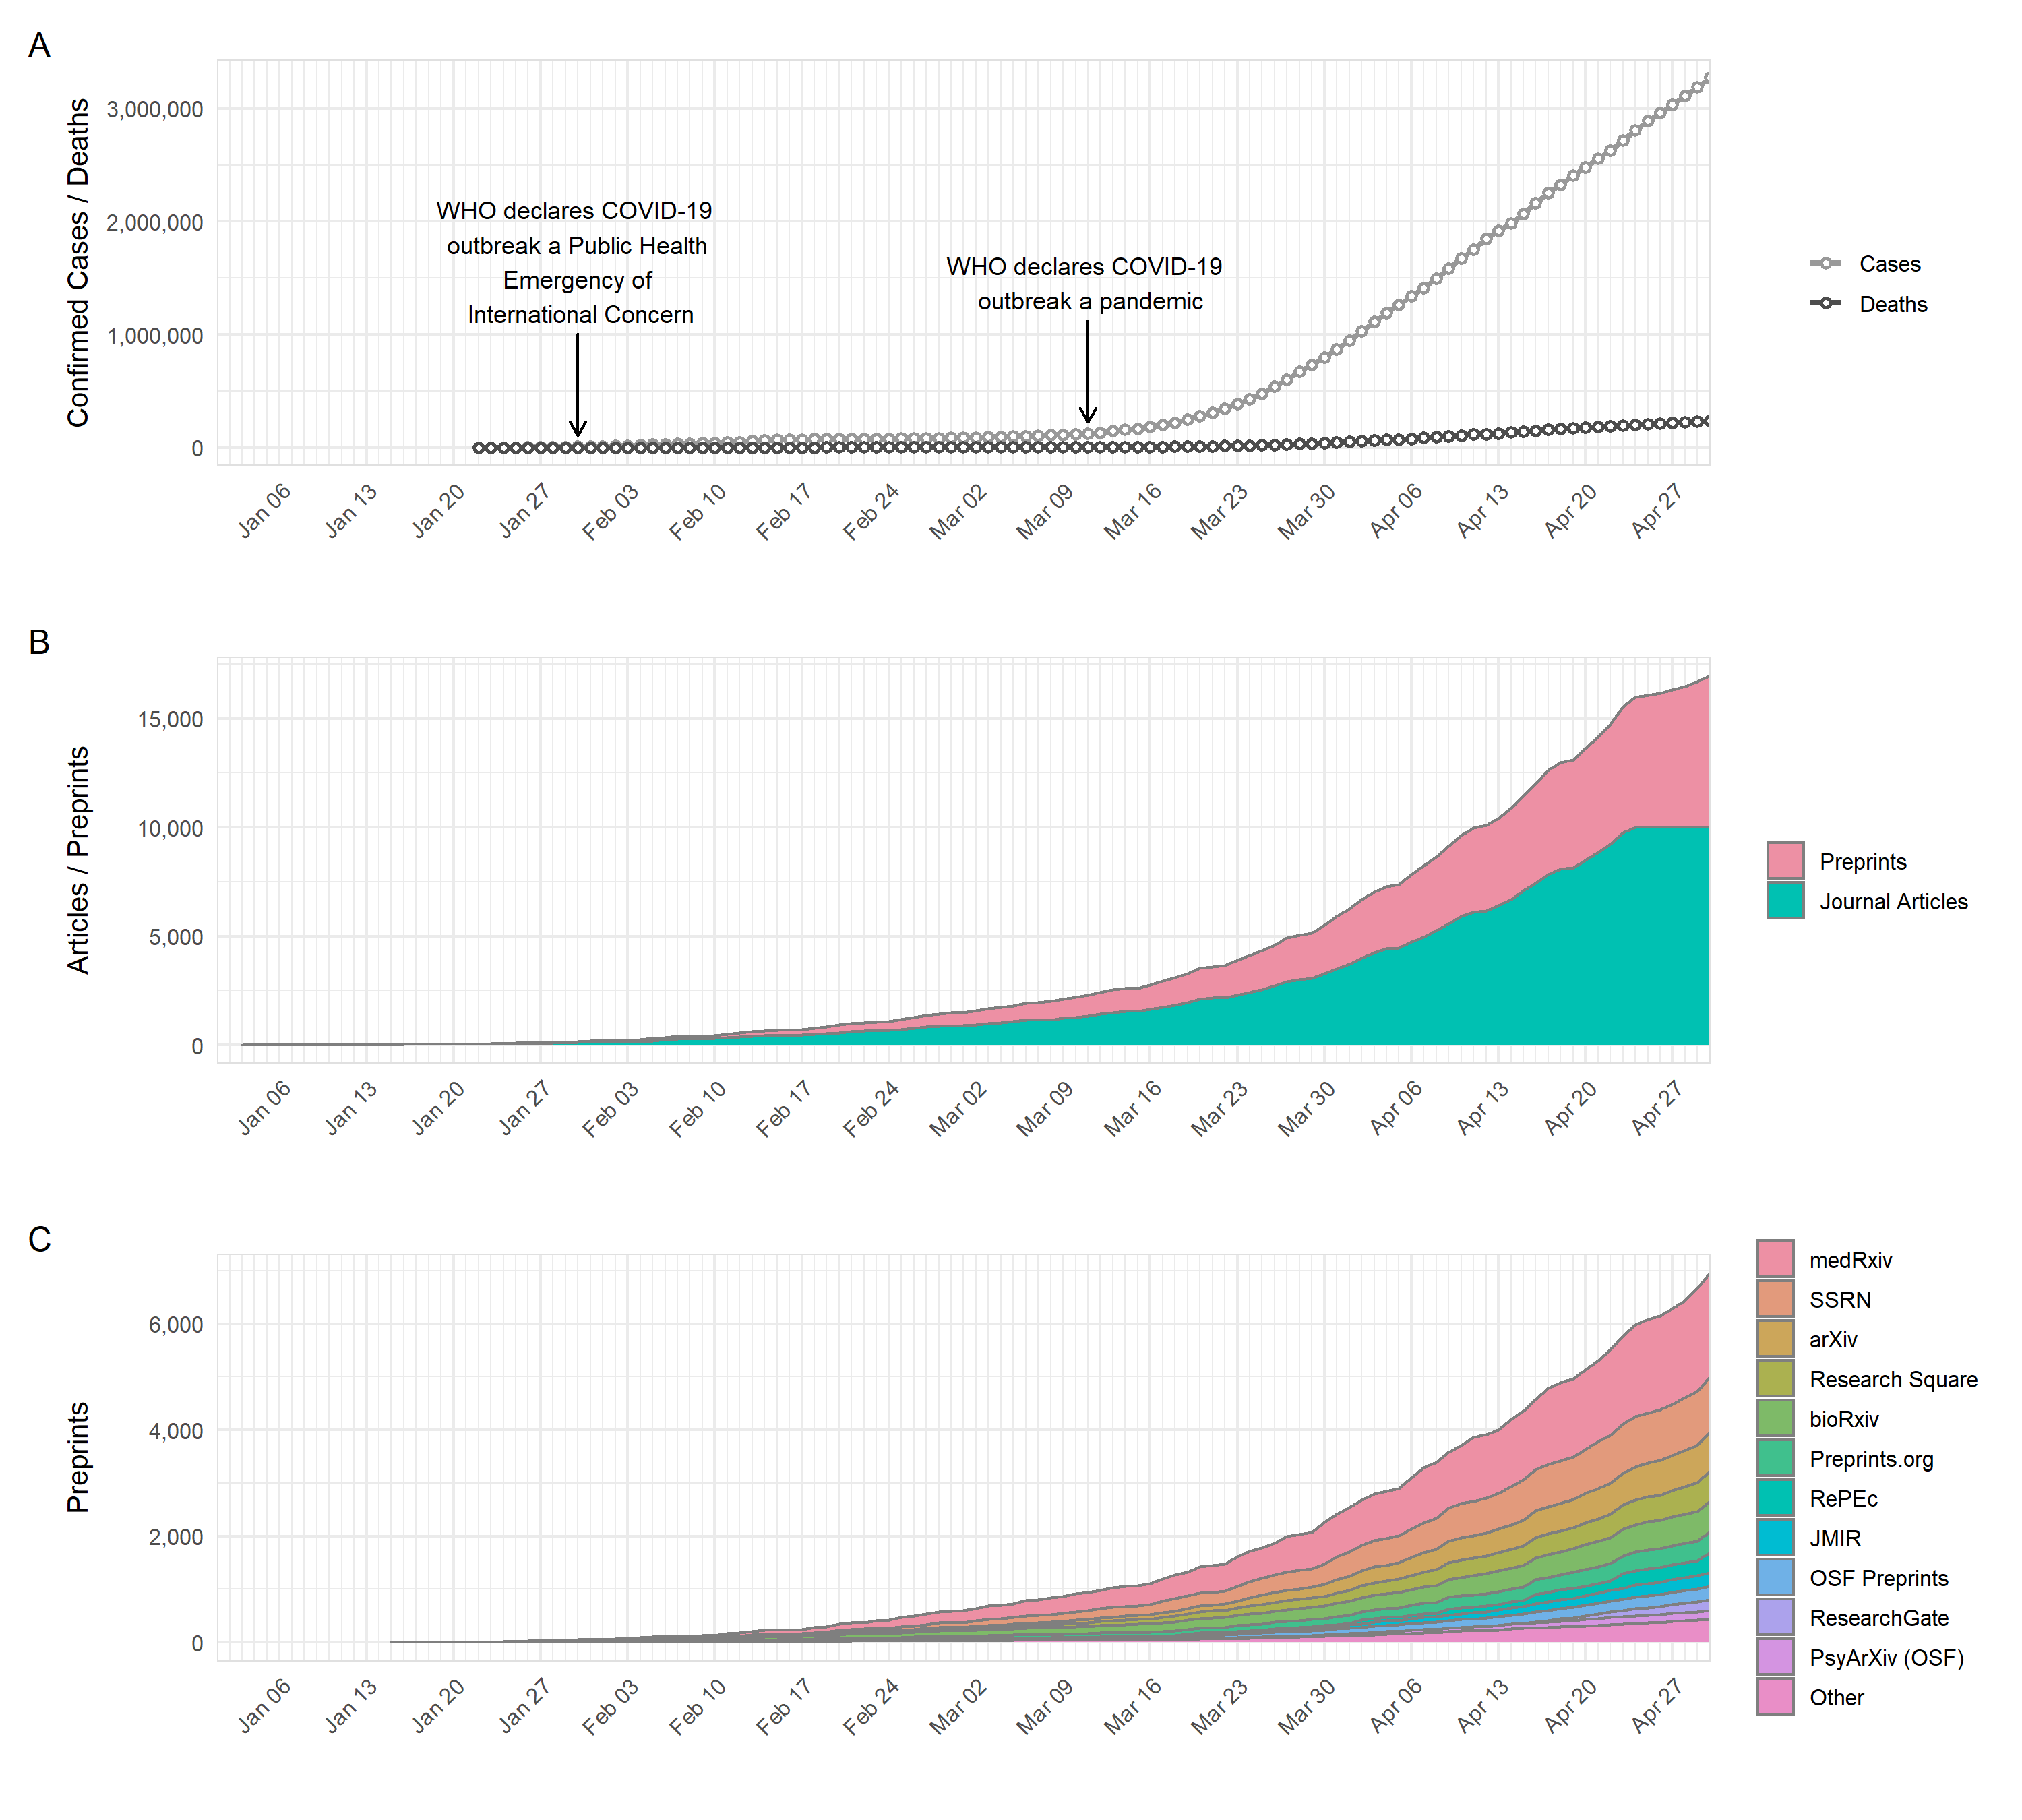 A
Confirmed Cases / Deaths
3,000,000
2,000,000
1,000,000
0
WHO declares COVID-19
outbreak a Public Health
Emergency of
International Concern
WHO declares COVID-19
outbreak a pandemic
Cases
Deaths
Jan 06
Jan 13
Jan 20
Jan 27
Feb 03
Feb 10
Feb 17
Feb 24
Mar 02
Mar 09
Mar 16
Mar 23
Mar 30
Apr 06
Apr 13
Apr 20
Apr 27
B
Articles / Preprints
15,000
10,000
5,000
0
Preprints
Journal Articles
Jan 06
Jan 13
Jan 20
Jan 27
Feb 03
Feb 10
Feb 17
Feb 24
Mar 02
Mar 09
Mar 16
Mar 23
Mar 30
Apr 06
Apr 13
Apr 20
Apr 27
C
Preprints
6,000
4,000
2,000
0
medRxiv
SSRN
arXiv
Research Square
bioRxiv
Preprints.org
RePEc
JMIR
OSF Preprints
ResearchGate
PsyArXiv (OSF)
Other
Jan 06
Jan 13
Jan 20
Jan 27
Feb 03
Feb 10
Feb 17
Feb 24
Mar 02
Mar 09
Mar 16
Mar 23
Mar 30
Apr 06
Apr 13
Apr 20
Apr 27